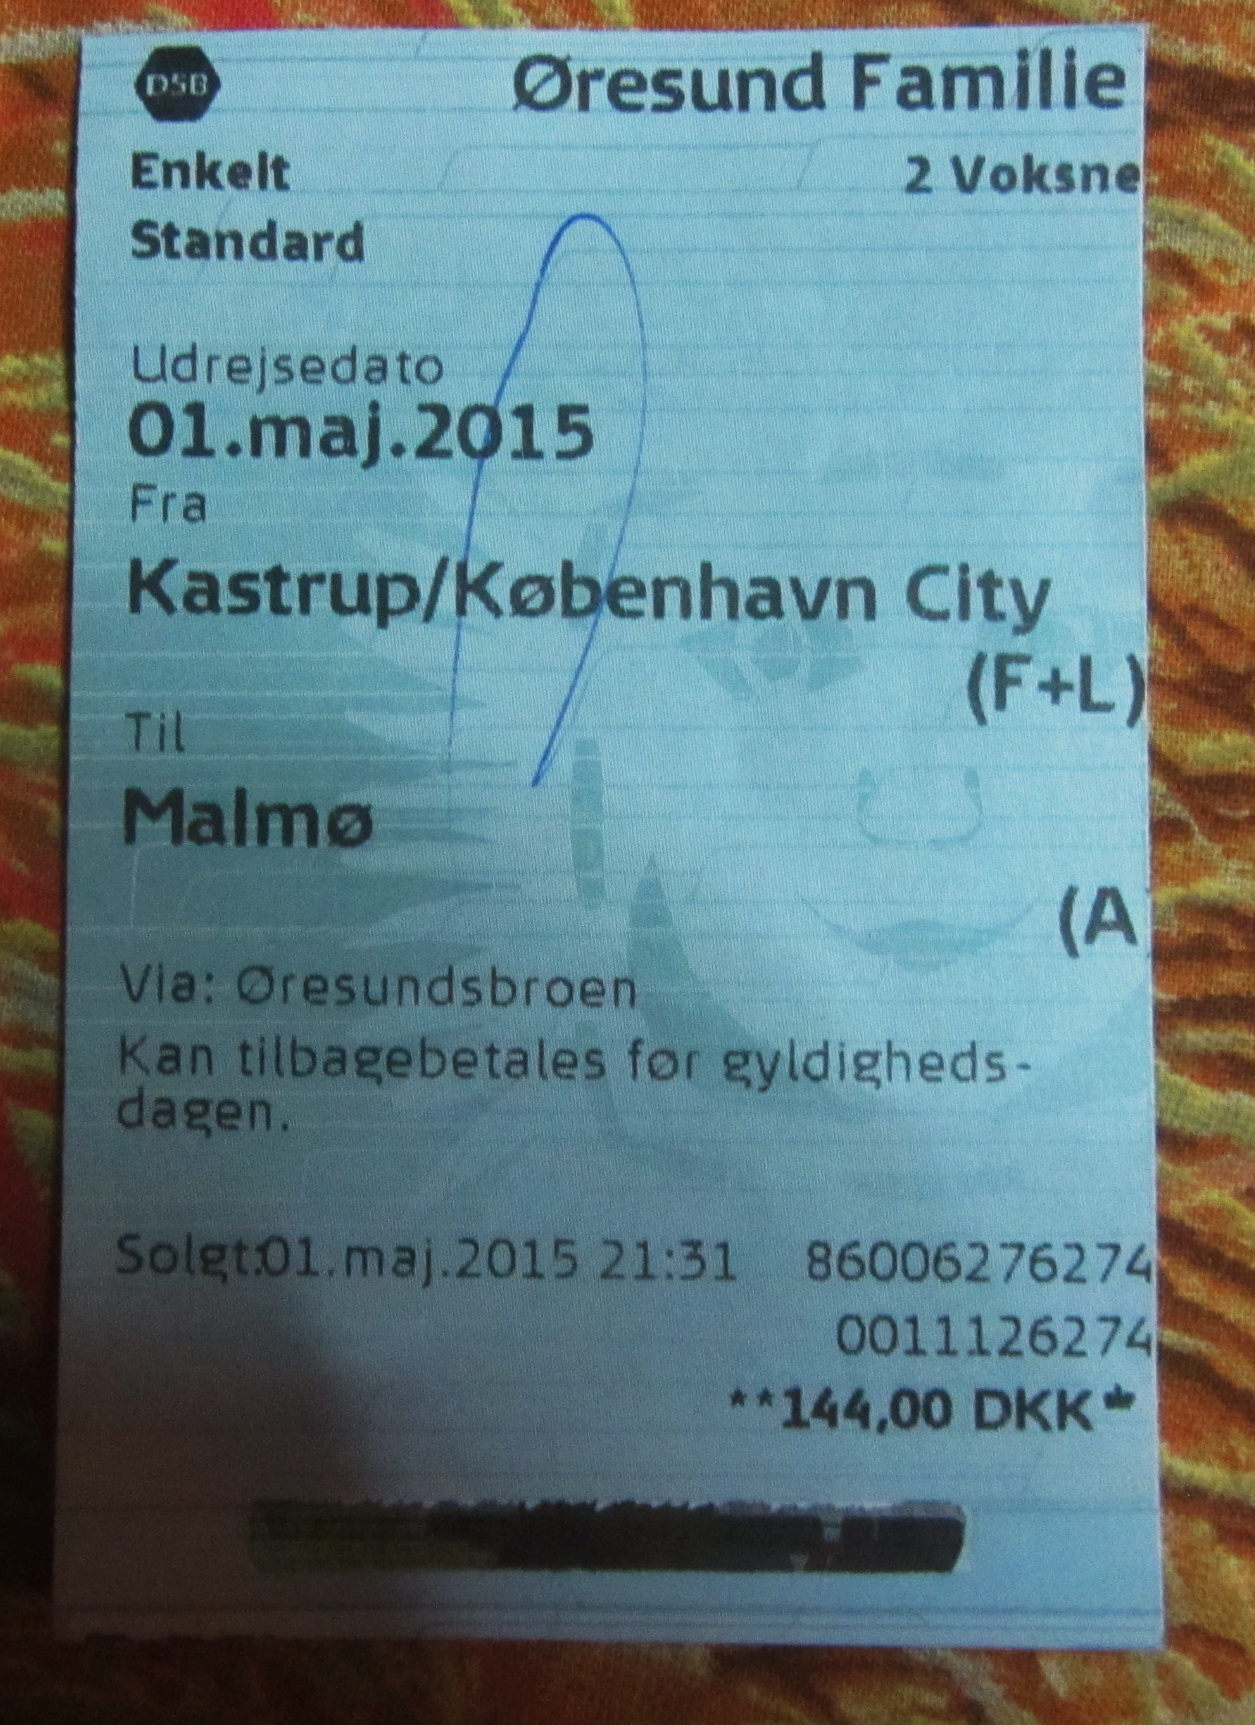 DSB
Øresund Familie
Enkelt 2 Voksne
Standard
Udrejsedato
01.maj.2015
Fra
Kastrup/København City
(F+L)
Til
Malmø
(A
Via: Øresundsbroen
Kan tilbagebetales før gyldigheds-
dagen.
Solgt:01.maj.2015 21:31 86006276274
0011126274
**144,00 DKK*